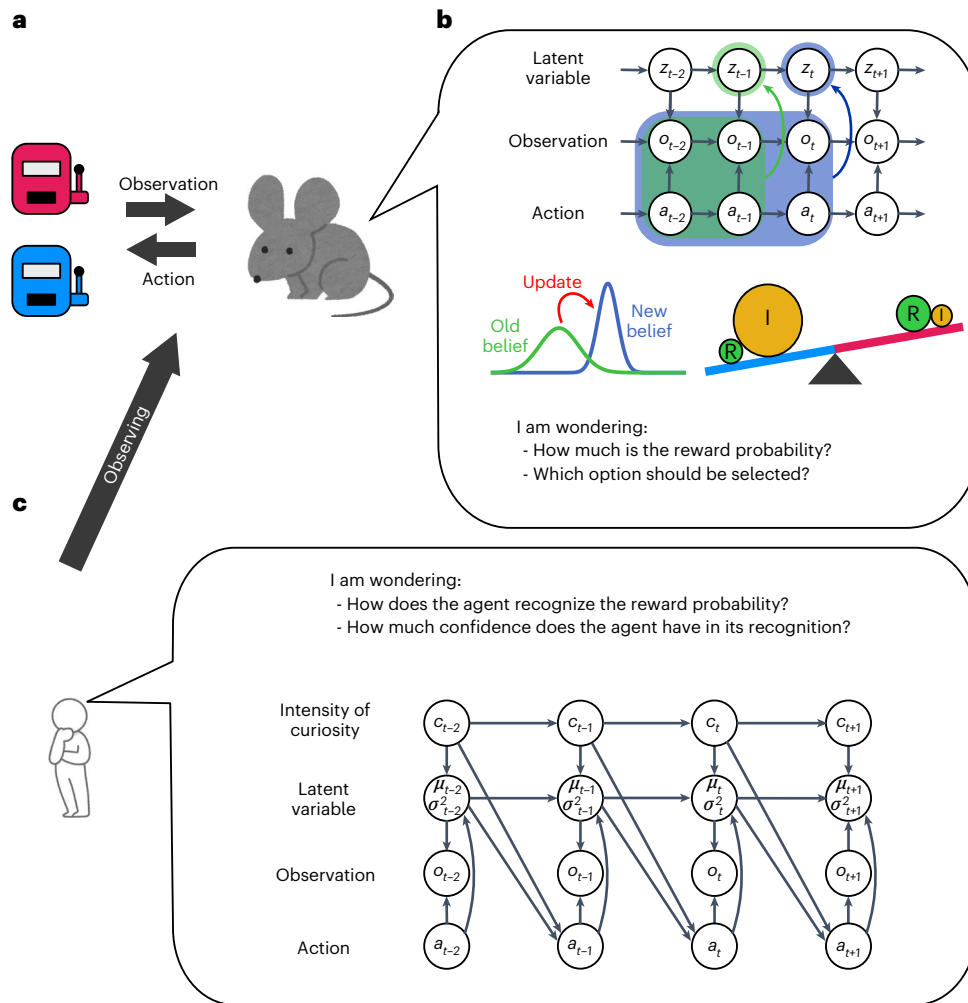 a
Observation
Action
Observing
b
Latent
variable
z_{t−2} z_{t−1} z_t z_{t+1}
Observation
o_{t−2} o_{t−1} o_t o_{t+1}
Action
a_{t−2} a_{t−1} a_t a_{t+1}
Update
Old
belief
New
belief
R I R I
I am wondering:
- How much is the reward probability?
- Which option should be selected?
c
I am wondering:
- How does the agent recognize the reward probability?
- How much confidence does the agent have in its recognition?
Intensity of
curiosity
c_{t−2} c_{t−1} c_t c_{t+1}
Latent
variable
μ_{t−2} μ_{t−1} μ_t μ_{t+1}
σ²_{t−2} σ²_{t−1} σ²_t σ²_{t+1}
Observation
o_{t−2} o_{t−1} o_t o_{t+1}
Action
a_{t−2} a_{t−1} a_t a_{t+1}